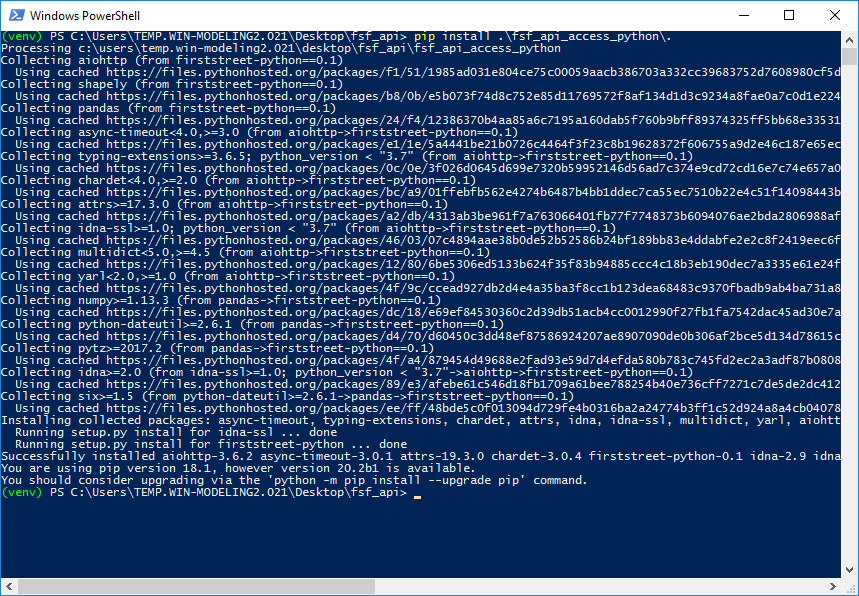 Windows PowerShell
(venv) PS C:\Users\TEMP.WIN-MODELING2.021\Desktop\fsf_api> pip install .\fsf_api_access_python\.
Processing c:\users\temp.win-modeling2.021\desktop\fsf_api\fsf_api_access_python
Collecting aiohttp (from firststreet-python==0.1)
  Using cached https://files.pythonhosted.org/packages/f1/51/1985ad031e804ce75c00059aacb386703a332cc39683752d7608980cf5d
Collecting shapely (from firststreet-python==0.1)
  Using cached https://files.pythonhosted.org/packages/b8/0b/e5b073f74d8c752e85d11769572f8af134d1d3c9234a8fae0a7c0d1e224
Collecting pandas (from firststreet-python==0.1)
  Using cached https://files.pythonhosted.org/packages/24/f4/12386370b4aa85a6c7195a160dab5f760b9bff89374325ff5bb68e33531
Collecting async-timeout<4.0,>=3.0 (from aiohttp->firststreet-python==0.1)
  Using cached https://files.pythonhosted.org/packages/e1/1e/5a4441be21b0726c4464f3f23c8b19628372f606755a9d2e46c187e65ec
Collecting typing-extensions>=3.6.5; python_version < "3.7" (from aiohttp->firststreet-python==0.1)
  Using cached https://files.pythonhosted.org/packages/0c/0e/3f026d0645d699e7320b59952146d56ad7c374e9cd72cd16e7c74e657a0
Collecting chardet<4.0,>=2.0 (from aiohttp->firststreet-python==0.1)
  Using cached https://files.pythonhosted.org/packages/bc/a9/01ffebfb562e4274b6487b4bb1ddec7ca55ec7510b22e4c51f14098443b
Collecting attrs>=17.3.0 (from aiohttp->firststreet-python==0.1)
  Using cached https://files.pythonhosted.org/packages/a2/db/4313ab3be961f7a763066401fb77f7748373b6094076ae2bda2806988af
Collecting idna-ssl>=1.0; python_version < "3.7" (from aiohttp->firststreet-python==0.1)
  Using cached https://files.pythonhosted.org/packages/46/03/07c4894aae38b0de52b52586b24bf189bb83e4ddabfe2e2c8f2419eec6f
Collecting multidict<5.0,>=4.5 (from aiohttp->firststreet-python==0.1)
  Using cached https://files.pythonhosted.org/packages/12/80/6be5306ed5133b624f35f83b94885ccc4c18b3eb190dec7a3335e61e24f
Collecting yarl<2.0,>=1.0 (from aiohttp->firststreet-python==0.1)
  Using cached https://files.pythonhosted.org/packages/4f/9c/ccead927db2d4e4a35ba3f8cc1b123dea68483c9370fbadb9ab4ba731a8
Collecting numpy>=1.13.3 (from pandas->firststreet-python==0.1)
  Using cached https://files.pythonhosted.org/packages/dc/18/e69ef84530360c2d39db51acb4cc0012990f27fb1fa7542dac45ad30e7a
Collecting python-dateutil>=2.6.1 (from pandas->firststreet-python==0.1)
  Using cached https://files.pythonhosted.org/packages/d4/70/d60450c3dd48ef87586924207ae8907090de0b306af2bce5d134d78615c
Collecting pytz>=2017.2 (from pandas->firststreet-python==0.1)
  Using cached https://files.pythonhosted.org/packages/4f/a4/879454d49688e2fad93e59d7d4efda580b783c745fd2ec2a3adf87b0808
Collecting idna>=2.0 (from idna-ssl>=1.0; python_version < "3.7"->aiohttp->firststreet-python==0.1)
  Using cached https://files.pythonhosted.org/packages/89/e3/afebe61c546d18fb1709a61bee788254b40e736cff7271c7de5de2dc412
Collecting six>=1.5 (from python-dateutil>=2.6.1->pandas->firststreet-python==0.1)
  Using cached https://files.pythonhosted.org/packages/ee/ff/48bde5c0f013094d729fe4b0316ba2a24774b3ff1c52d924a8a4cb04078
Installing collected packages: async-timeout, typing-extensions, chardet, attrs, idna, idna-ssl, multidict, yarl, aiohtt
  Running setup.py install for idna-ssl ... done
  Running setup.py install for firststreet-python ... done
Successfully installed aiohttp-3.6.2 async-timeout-3.0.1 attrs-19.3.0 chardet-3.0.4 firststreet-python-0.1 idna-2.9 idna
You are using pip version 18.1, however version 20.2b1 is available.
You should consider upgrading via the 'python -m pip install --upgrade pip' command.
(venv) PS C:\Users\TEMP.WIN-MODELING2.021\Desktop\fsf_api>